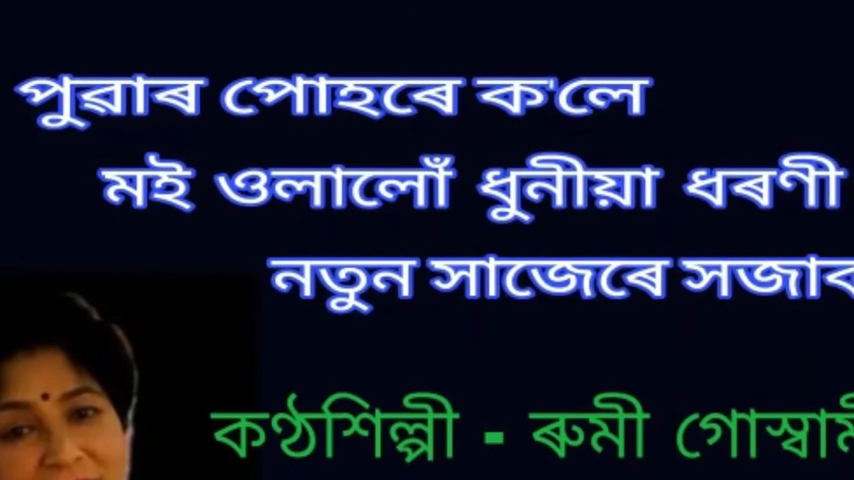 পুৱাৰ পোহৰে ক'লে
মই ওলালোঁ ধুনীয়া ধৰণী
নতুন সাজেৰে
কণ্ঠশিল্পী - ৰুমী